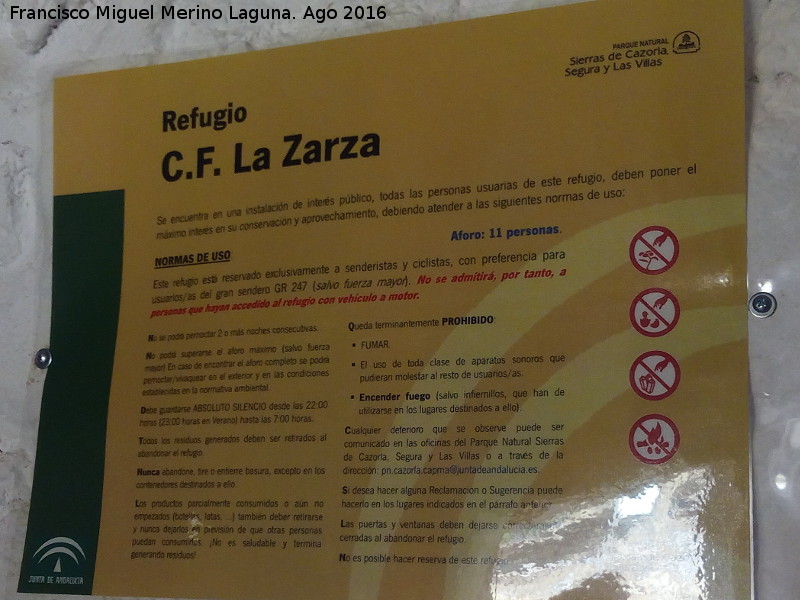 Francisco Miguel Merino Laguna. Ago 2016
PARQUE NATURAL
Sierras de Cazorla,
Segura y Las Villas
Refugio
C.F. La Zarza
Se encuentra en una instalación de interés público, todas las personas usuarias de este refugio, deben poner el
máximo interés en su conservacion y aprovechamiento, debiendo atender a las siguientes normas de uso:
Aforo: 11 personas.
NORMAS DE USO
Este refugio está reservado exclusivamente a senderistas y ciclistas, con preferencia para
usuarios/as del gran sendero GR 247 (salvo fuerza mayor). No se admitirá, por tanto, a
personas que hayan accedido al refugio con vehículo a motor.
No se podrá pernoctar 2 o más noches consecutivas.
No podrá superarse el aforo máximo (salvo fuerza
mayor) En caso de encontrar el aforo completo se podrá
pernoctar/vivaquear en el exterior y en las condiciones
establecidas en la normativa ambiental.
Debe guardarse ABSOLUTO SILENCIO desde las 22:00
horas (23:00 horas en Verano) hasta las 7:00 horas.
Todos los residuos generados deben ser retirados al
abandonar el refugio.
Nunca abandone, tire o entierre basura, excepto en los
contenedores destinados a ello.
Los productos parcialmente consumidos o aún no
empezados (botellas, latas, ...) también deber retirarse
y nunca dejarlos en previsión de que otras personas
puedan consumirlos. ¡No es saludable y termina
generando residuos!
Queda terminantemente PROHIBIDO:
▪ FUMAR.
▪ El uso de toda clase de aparatos sonoros que
pudieran molestar al resto de usuarios/as.
▪ Encender fuego (salvo infiernillos, que han de
utilizarse en los lugares destinados a ello).
Cualquier deterioro que se observe puede ser
comunicado en las oficinas del Parque Natural Sierras
de Cazorla, Segura y Las Villas o a través de la
dirección: pn.cazorla.capma@juntadeandalucia.es.
Si desea hacer alguna Reclamacion o Sugerencia puede
hacerlo en los lugares indicados en el párrafo anterior.
Las puertas y ventanas deben dejarse correctamente
cerradas al abandonar el refugio.
No es posible hacer reserva de este refugio.
JUNTA DE ANDALUCIA